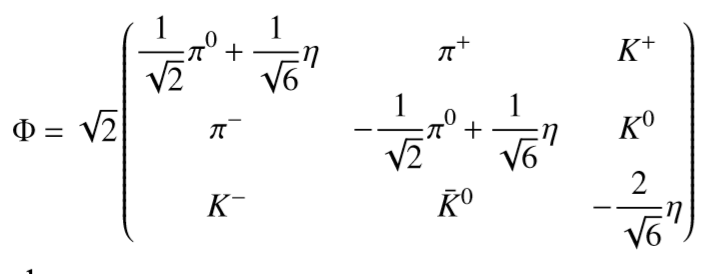 Φ = √2 ( 1/√2 π⁰ + 1/√6 η π⁺ K⁺
π⁻ − 1/√2 π⁰ + 1/√6 η K⁰
K⁻ K̄⁰ − 2/√6 η )